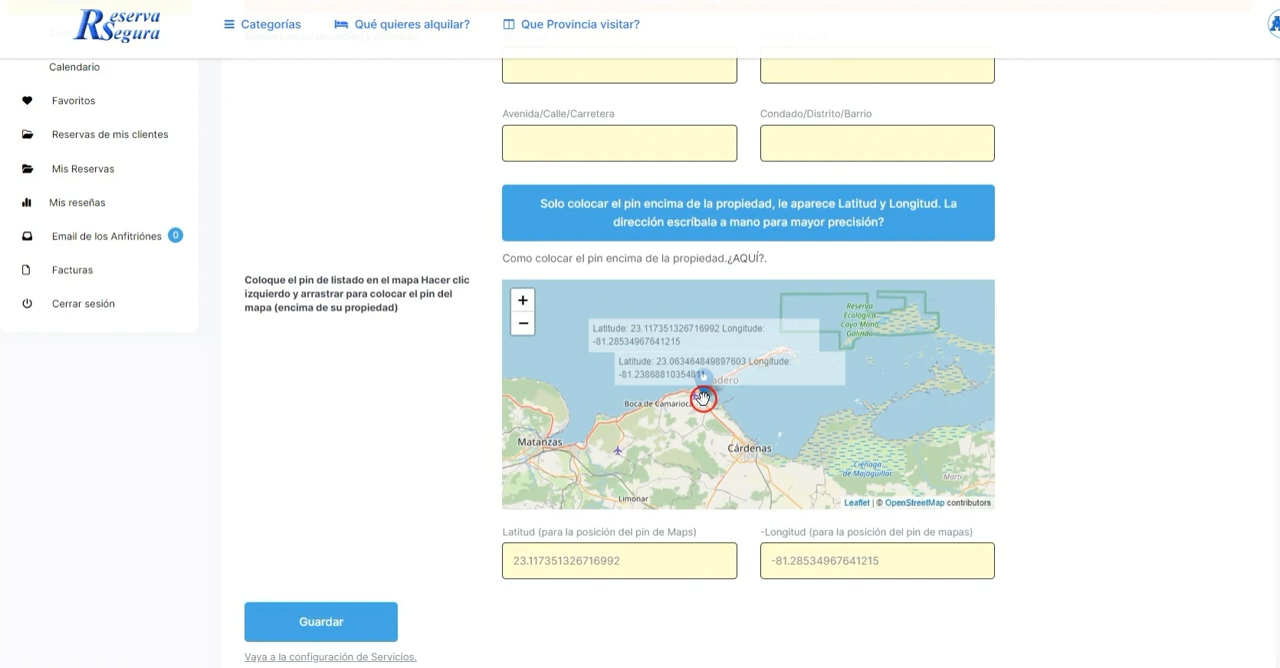 Reserva
Segura
Categorías
Qué quieres alquilar?
Que Provincia visitar?
Calendario
Favoritos
Reservas de mis clientes
Mis Reservas
Mis reseñas
Email de los Anfitriónes 0
Facturas
Cerrar sesión
Avenida/Calle/Carretera
Condado/Distrito/Barrio
Solo colocar el pin encima de la propiedad, le aparece Latitud y Longitud. La
dirección escríbala a mano para mayor precisión?
Como colocar el pin encima de la propiedad.¿AQUÍ?.
Coloque el pin de listado en el mapa Hacer clic
izquierdo y arrastrar para colocar el pin del
mapa (encima de su propiedad)
+
−
Reserva
Ecológica
Cayo Mono
Galindo
Latitude: 23.117351326716992 Longitude:
-81.28534967641215
Latitude: 23.063464849897603 Longitude:
-81.23868810354811
adero
Boca de Camarioc
Matanzas
Cárdenas
Ciénaga
de Majaguillar
Martí
Limonar
Leaflet | © OpenStreetMap contributors
Latitud (para la posición del pin de Maps)
-Longitud (para la posición del pin de mapas)
23.117351326716992
-81.28534967641215
Guardar
Vaya a la configuración de Servicios.